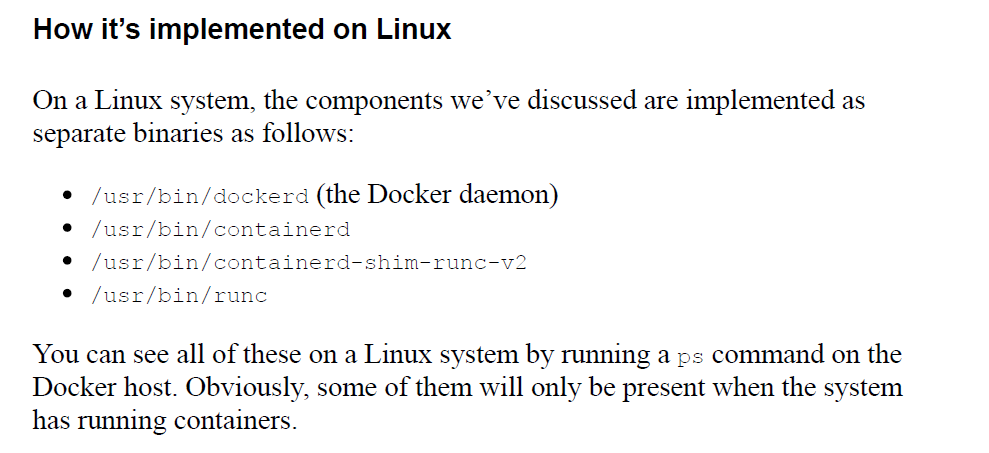 How it’s implemented on Linux
On a Linux system, the components we’ve discussed are implemented as
separate binaries as follows:
• /usr/bin/dockerd (the Docker daemon)
• /usr/bin/containerd
• /usr/bin/containerd-shim-runc-v2
• /usr/bin/runc
You can see all of these on a Linux system by running a ps command on the
Docker host. Obviously, some of them will only be present when the system
has running containers.